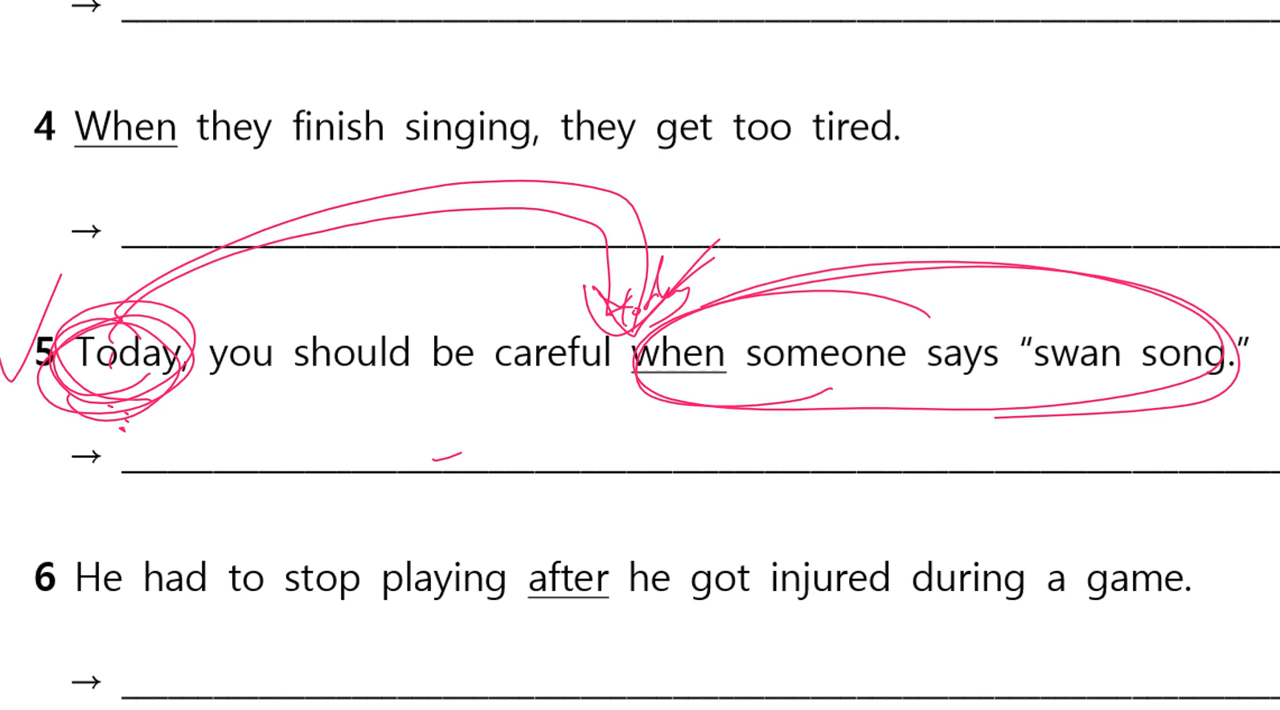 →
4 When they finish singing, they get too tired.
→
5 Today, you should be careful when someone says “swan song.”
→
6 He had to stop playing after he got injured during a game.
→